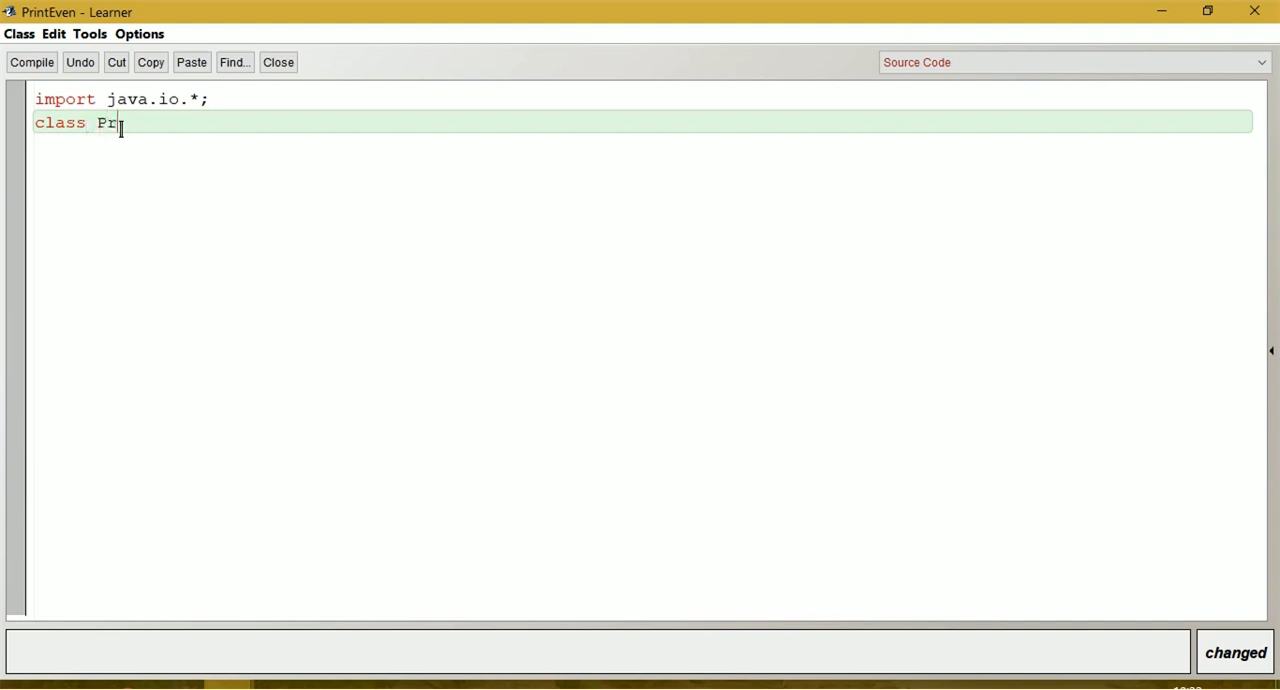 PrintEven - Learner
Class Edit Tools Options
Compile Undo Cut Copy Paste Find... Close Source Code
import java.io.*;
class Pr
changed